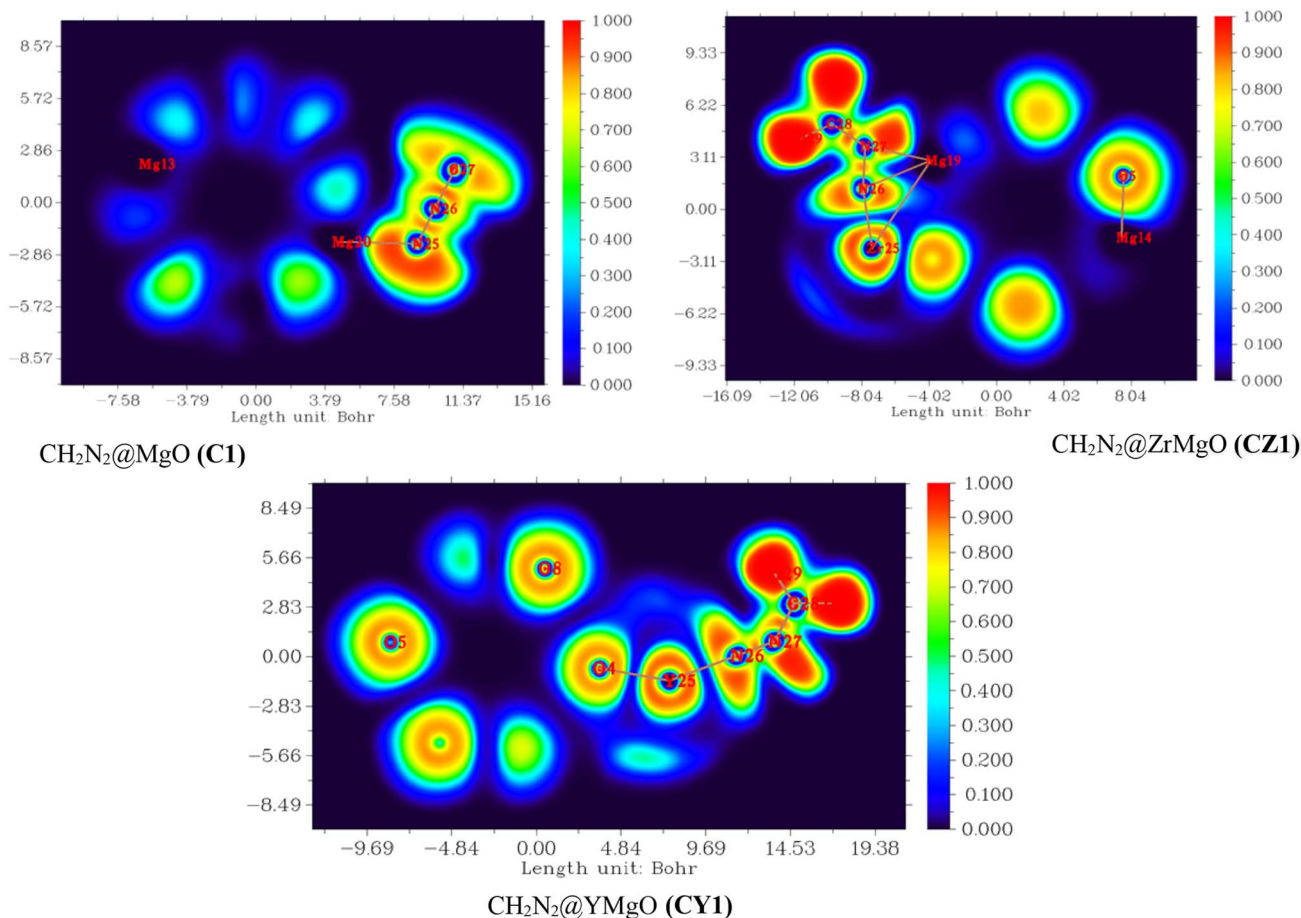 8.57
5.72
2.86
0.00
−2.86
−5.72
−8.57
−7.58 −3.79 0.00 3.79 7.58 11.37 15.16
Length unit: Bohr
Mg13
N26
Mg20
N25
1.000
0.900
0.800
0.700
0.600
0.500
0.400
0.300
0.200
0.100
0.000
CH₂N₂@MgO (C1)
9.33
6.22
3.11
0.00
−3.11
−6.22
−9.33
−16.09 −12.06 −8.04 −4.02 0.00 4.02 8.04
Length unit: Bohr
N27
Mg19
N26
Mg14
1.000
0.900
0.800
0.700
0.600
0.500
0.400
0.300
0.200
0.100
0.000
CH₂N₂@ZrMgO (CZ1)
8.49
5.66
2.83
0.00
−2.83
−5.66
−8.49
−9.69 −4.84 0.00 4.84 9.69 14.53 19.38
Length unit: Bohr
C28
N27
N26
Y25
1.000
0.900
0.800
0.700
0.600
0.500
0.400
0.300
0.200
0.100
0.000
CH₂N₂@YMgO (CY1)